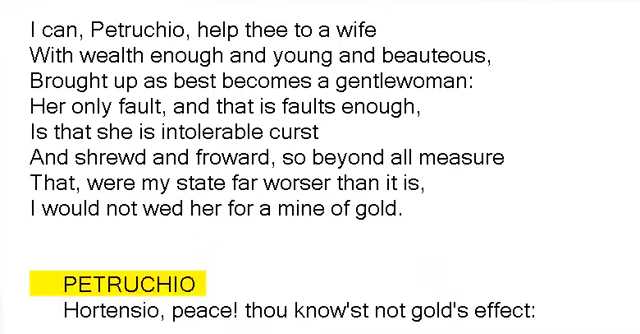 I can, Petruchio, help thee to a wife
With wealth enough and young and beauteous,
Brought up as best becomes a gentlewoman:
Her only fault, and that is faults enough,
Is that she is intolerable curst
And shrewd and froward, so beyond all measure
That, were my state far worser than it is,
I would not wed her for a mine of gold.
PETRUCHIO
Hortensio, peace! thou know'st not gold's effect: